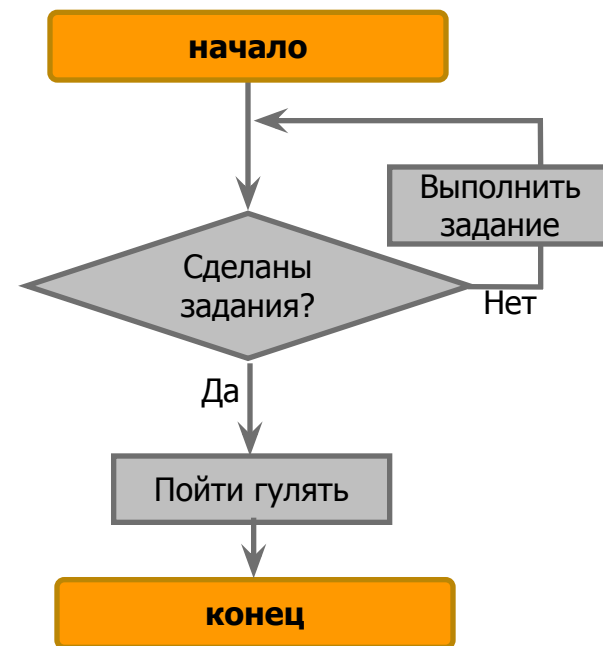 начало
Выполнить
задание
Сделаны
задания?
Нет
Да
Пойти гулять
конец